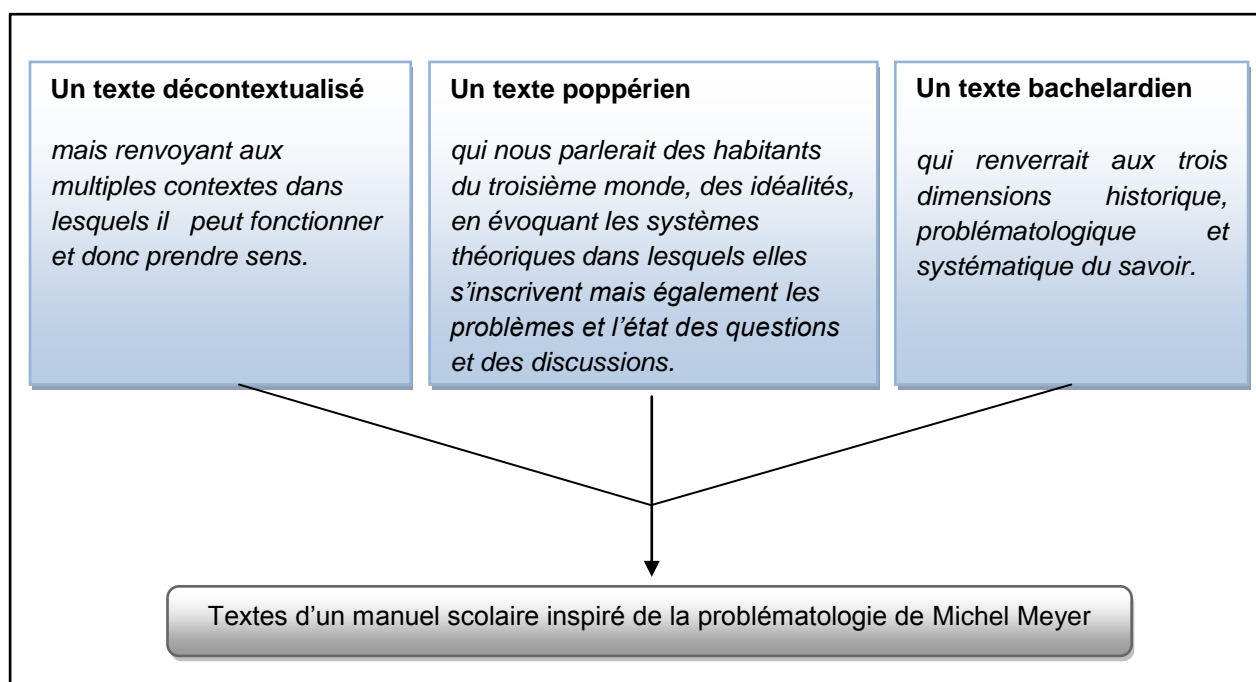 Un texte décontextualisé
mais renvoyant aux
multiples contextes dans
lesquels il peut fonctionner
et donc prendre sens.
Un texte poppérien
qui nous parlerait des habitants
du troisième monde, des idéalités,
en évoquant les systèmes
théoriques dans lesquels elles
s'inscrivent mais également les
problèmes et l'état des questions
et des discussions.
Un texte bachelardien
qui renverrait aux trois
dimensions historique,
problématologique et
systématique du savoir.
Textes d'un manuel scolaire inspiré de la problématologie de Michel Meyer